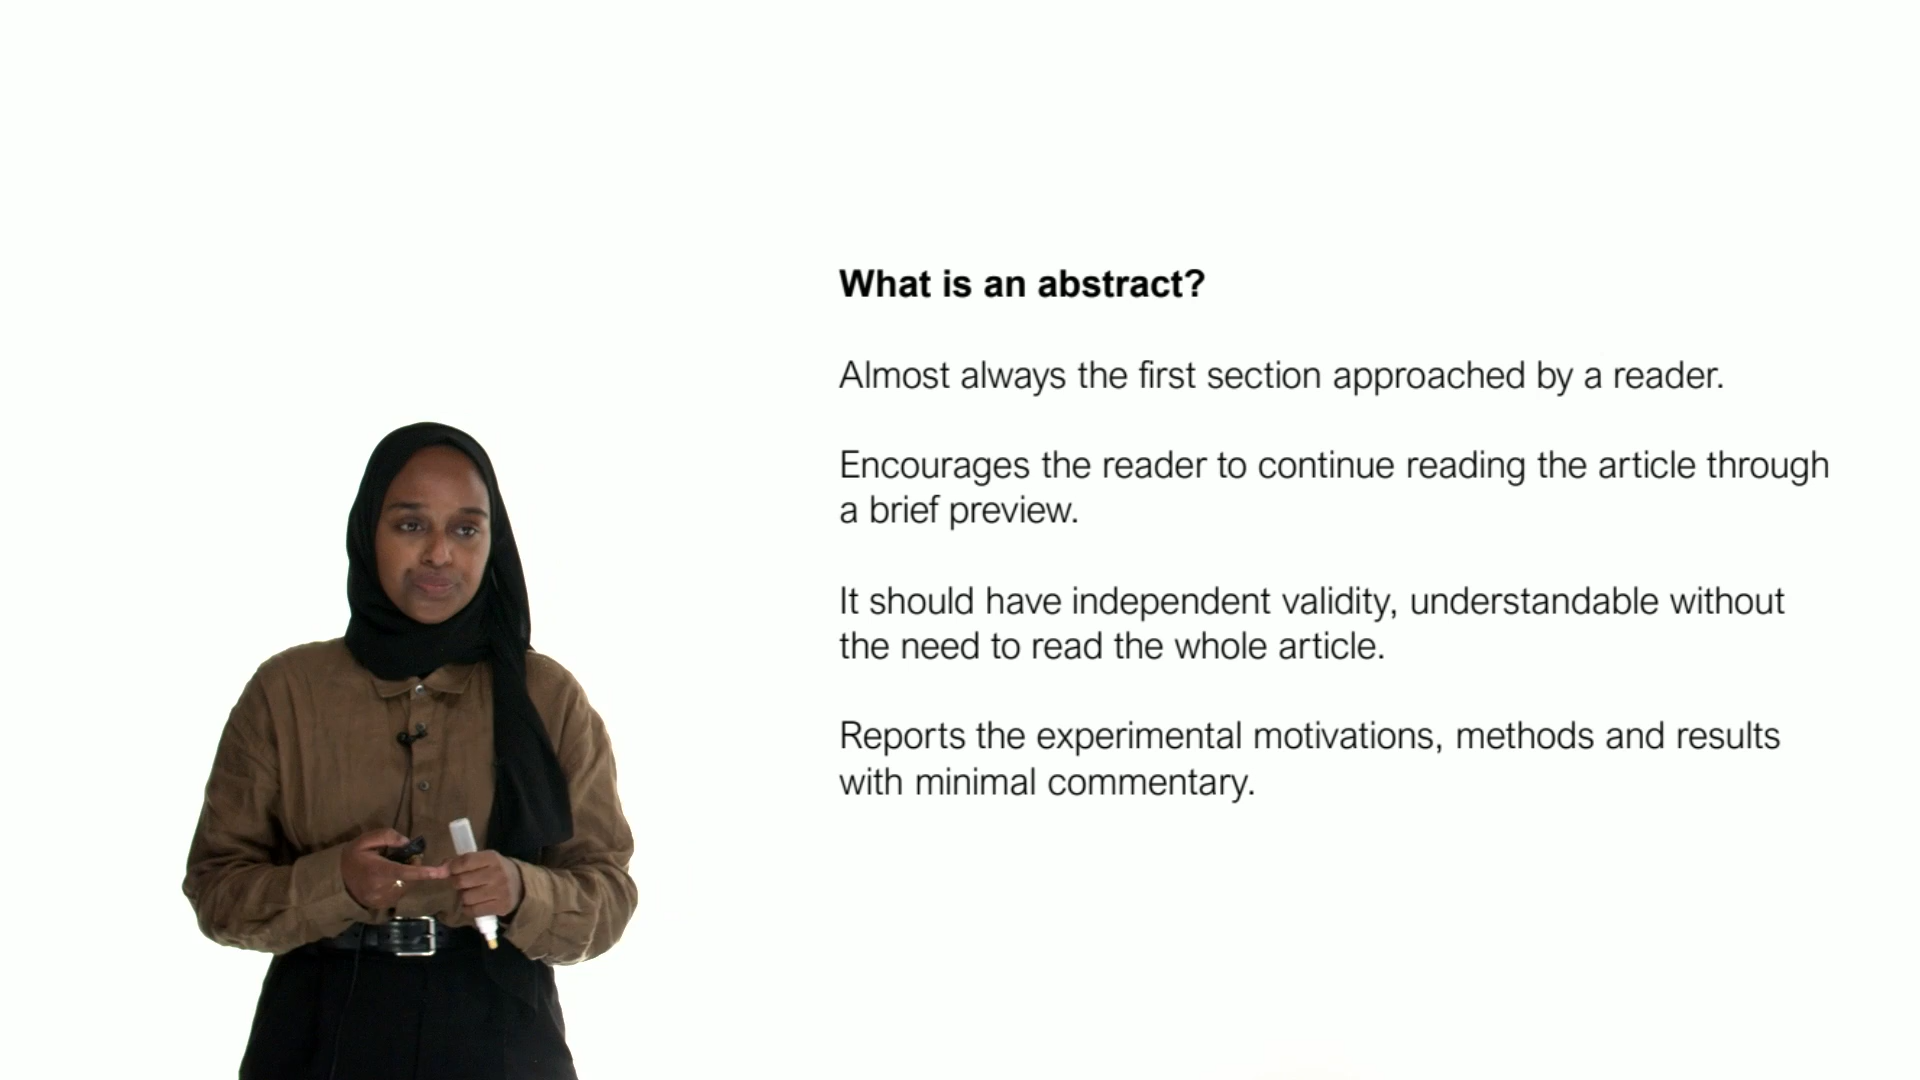 What is an abstract?
Almost always the first section approached by a reader.
Encourages the reader to continue reading the article through
a brief preview.
It should have independent validity, understandable without
the need to read the whole article.
Reports the experimental motivations, methods and results
with minimal commentary.